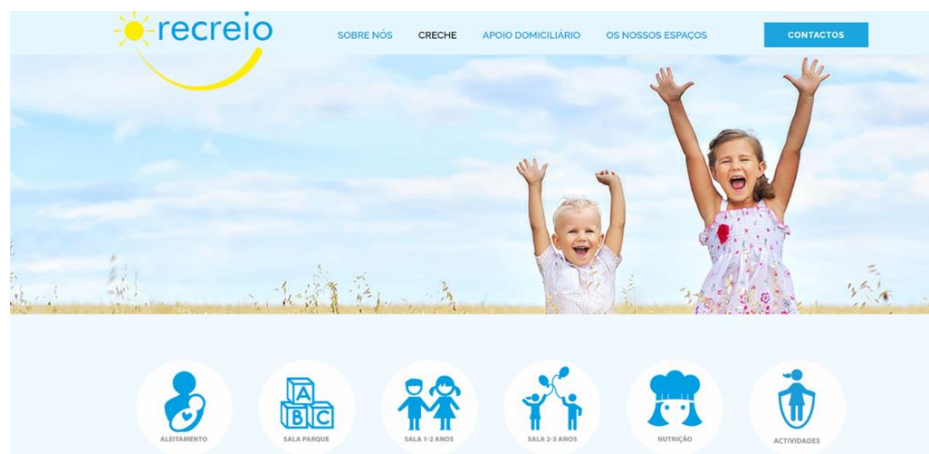 recreio
SOBRE NÓS CRECHE APOIO DOMICILIÁRIO OS NOSSOS ESPAÇOS CONTACTOS
A
B C
ALEITAMENTO SALA PARQUE SALA 1-2 ANOS SALA 2-3 ANOS NUTRIÇÃO ACTIVIDADES